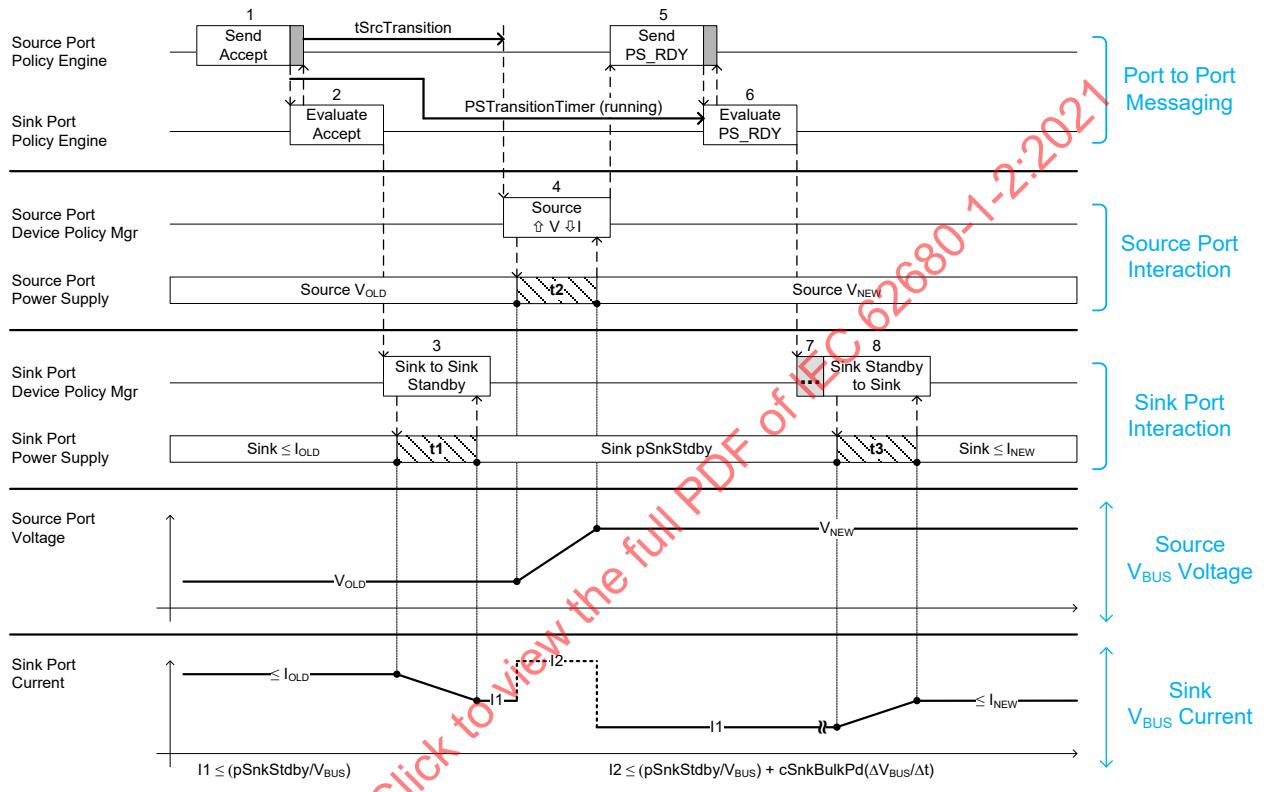 1
Send
Accept
tSrcTransition
5
Send
PS_RDY
Source Port
Policy Engine
Port to Port
Messaging
2
Evaluate
Accept
PSTransitionTimer (running)
6
Evaluate
PS_RDY
Sink Port
Policy Engine
4
Source
⇧ V ⇩I
Source Port
Device Policy Mgr
Source Port
Interaction
Source Port
Power Supply
Source VOLD
t2
Source VNEW
3
Sink to Sink
Standby
7
...
8
Sink Standby
to Sink
Sink Port
Device Policy Mgr
Sink Port
Interaction
Sink Port
Power Supply
Sink ≤ IOLD
t1
Sink pSnkStdby
t3
Sink ≤ INEW
Source Port
Voltage
VOLD
VNEW
Source
VBUS Voltage
Sink Port
Current
≤ IOLD
I1
I2
I1
≤ INEW
Sink
VBUS Current
I1 ≤ (pSnkStdby/VBUS)
I2 ≤ (pSnkStdby/VBUS) + cSnkBulkPd(ΔVBUS/Δt)
Click to view the full PDF of IEC 62680-1-2:2021